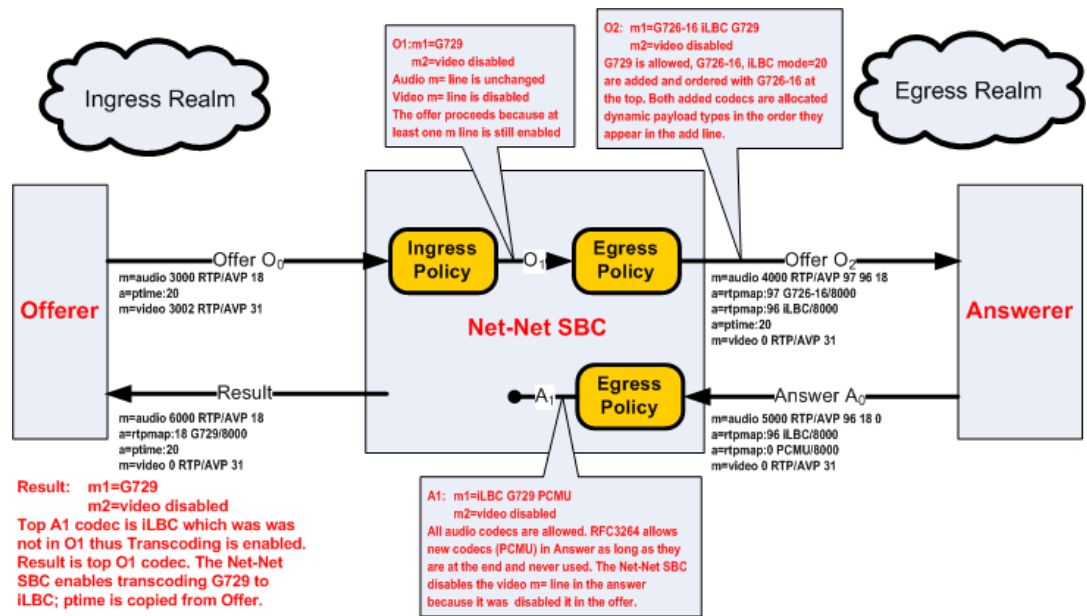 O1:m1=G729
m2=video disabled
Audio m= line is unchanged
Video m= line is disabled
The offer proceeds because at
least one m line is still enabled
O2: m1=G726-16 iLBC G729
m2=video disabled
G729 is allowed, G726-16, iLBC mode=20
are added and ordered with G726-16 at
the top. Both added codecs are allocated
dynamic payload types in the order they
appear in the add line.
Ingress Realm
Egress Realm
Offerer
Offer O0
m=audio 3000 RTP/AVP 18
a=ptime:20
m=video 3002 RTP/AVP 31
Ingress
Policy
O1
Egress
Policy
Net-Net SBC
Offer O2
m=audio 4000 RTP/AVP 97 96 18
a=rtpmap:97 G726-16/8000
a=rtpmap:96 iLBC/8000
a=ptime:20
m=video 0 RTP/AVP 31
Answerer
Result
m=audio 6000 RTP/AVP 18
a=rtpmap:18 G729/8000
a=ptime:20
m=video 0 RTP/AVP 31
A1
Egress
Policy
Answer A0
m=audio 5000 RTP/AVP 96 18 0
a=rtpmap:96 iLBC/8000
a=rtpmap:0 PCMU/8000
m=video 0 RTP/AVP 31
Result: m1=G729
m2=video disabled
Top A1 codec is iLBC which was was
not in O1 thus Transcoding is enabled.
Result is top O1 codec. The Net-Net
SBC enables transcoding G729 to
iLBC; ptime is copied from Offer.
A1: m1=iLBC G729 PCMU
m2=video disabled
All audio codecs are allowed. RFC3264 allows
new codecs (PCMU) in Answer as long as they
are at the end and never used. The Net-Net SBC
disables the video m= line in the answer
because it was disabled it in the offer.